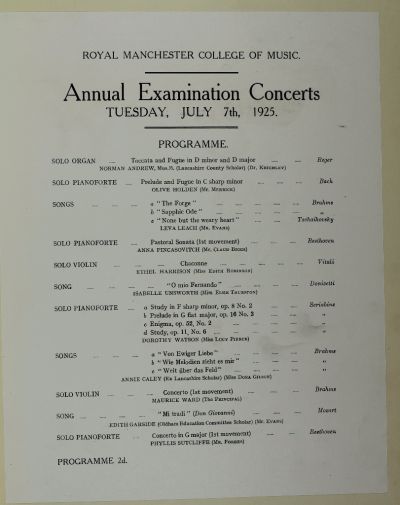 ROYAL MANCHESTER COLLEGE OF MUSIC.
Annual Examination Concerts
TUESDAY, JULY 7th, 1925.
PROGRAMME.
SOLO ORGAN ... Toccata and Fugue in D minor and D major ... ... Reger
NORMAN ANDREW, (Lancashire County Scholar) (Dr. Keighley)
SOLO PIANOFORTE ... Prelude and Fugue in C sharp minor ... ... ... Bach
OLIVE HOLDEN (Mr. Merrick)
SONGS ... ... ... a "The Forge" ... ... ... ... ... Brahms
b "Sapphic Ode" ... ... ... ... ... "
c "None but the weary heart" ... ... ... Tschaikovsky
LEVA LEACH (Mr. Evans)
SOLO PIANOFORTE ... Pastoral Sonata (1st movement) ... ... ... Beethoven
ANNA PINCASOVITCH (Mr. Claud Biggs)
SOLO VIOLIN ... ... Chaconne ... ... ... ... Vitali
ETHEL HARRISON (Miss Edith Robinson)
SONG ... ... ... "O mio Fernando" ... ... ... ... Donizetti
ISABELLE UNSWORTH (Miss Elsie Thurston)
SOLO PIANOFORTE ... a Study in F sharp minor, op. 8 No. 2 ... ... Scriabine
b Prelude in G flat major, op. 16 No. 3 ... ... "
c Enigma, op. 52, No. 2 ... ... ... ... "
d Study, op. 11, No. 6 ... ... ... ... "
DOROTHY WATSON (Miss Lucy Pierce)
SONGS ... ... ... a "Von Ewiger Liebe" ... ... ... ... Brahms
b "Wie Melodien zieht es mir" ... ... ... "
c "Weit über das Feld" ... ... ... ... "
ANNIE CALEY (Ex Lancashire Scholar) (Miss Dora Gilson)
SOLO VIOLIN ... ... Concerto (1st movement) ... ... ... Brahms
MAURICE WARD (The Principal)
SONG ... ... ... "Mi tradi" (Don Giovanni) ... ... ... Mozart
EDITH GARSIDE (Oldham Education Committee Scholar) (Mr. Evans)
SOLO PIANOFORTE ... Concerto in G major (1st movement) ... ... Beethoven
PHYLLIS SUTCLIFFE (Mr. Forbes)
PROGRAMME 2d.